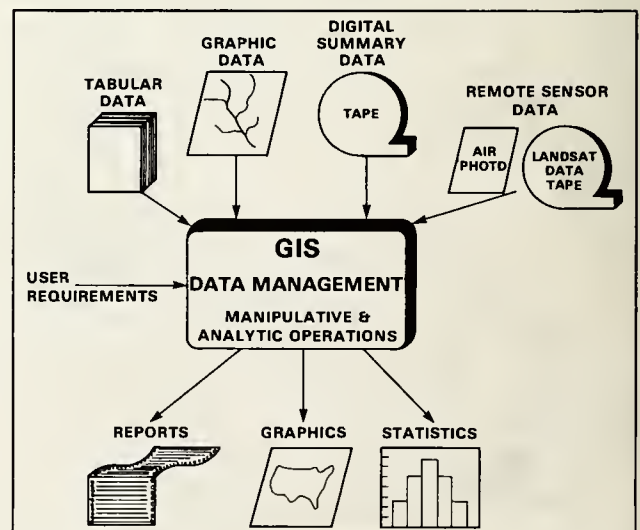 TABULAR
DATA
GRAPHIC
DATA
DIGITAL
SUMMARY
DATA
TAPE
REMOTE SENSOR
DATA
AIR
PHOTD
LANDSAT
DATA
TAPE
USER
REQUIREMENTS
GIS
DATA MANAGEMENT
MANIPULATIVE &
ANALYTIC OPERATIONS
REPORTS
GRAPHICS
STATISTICS